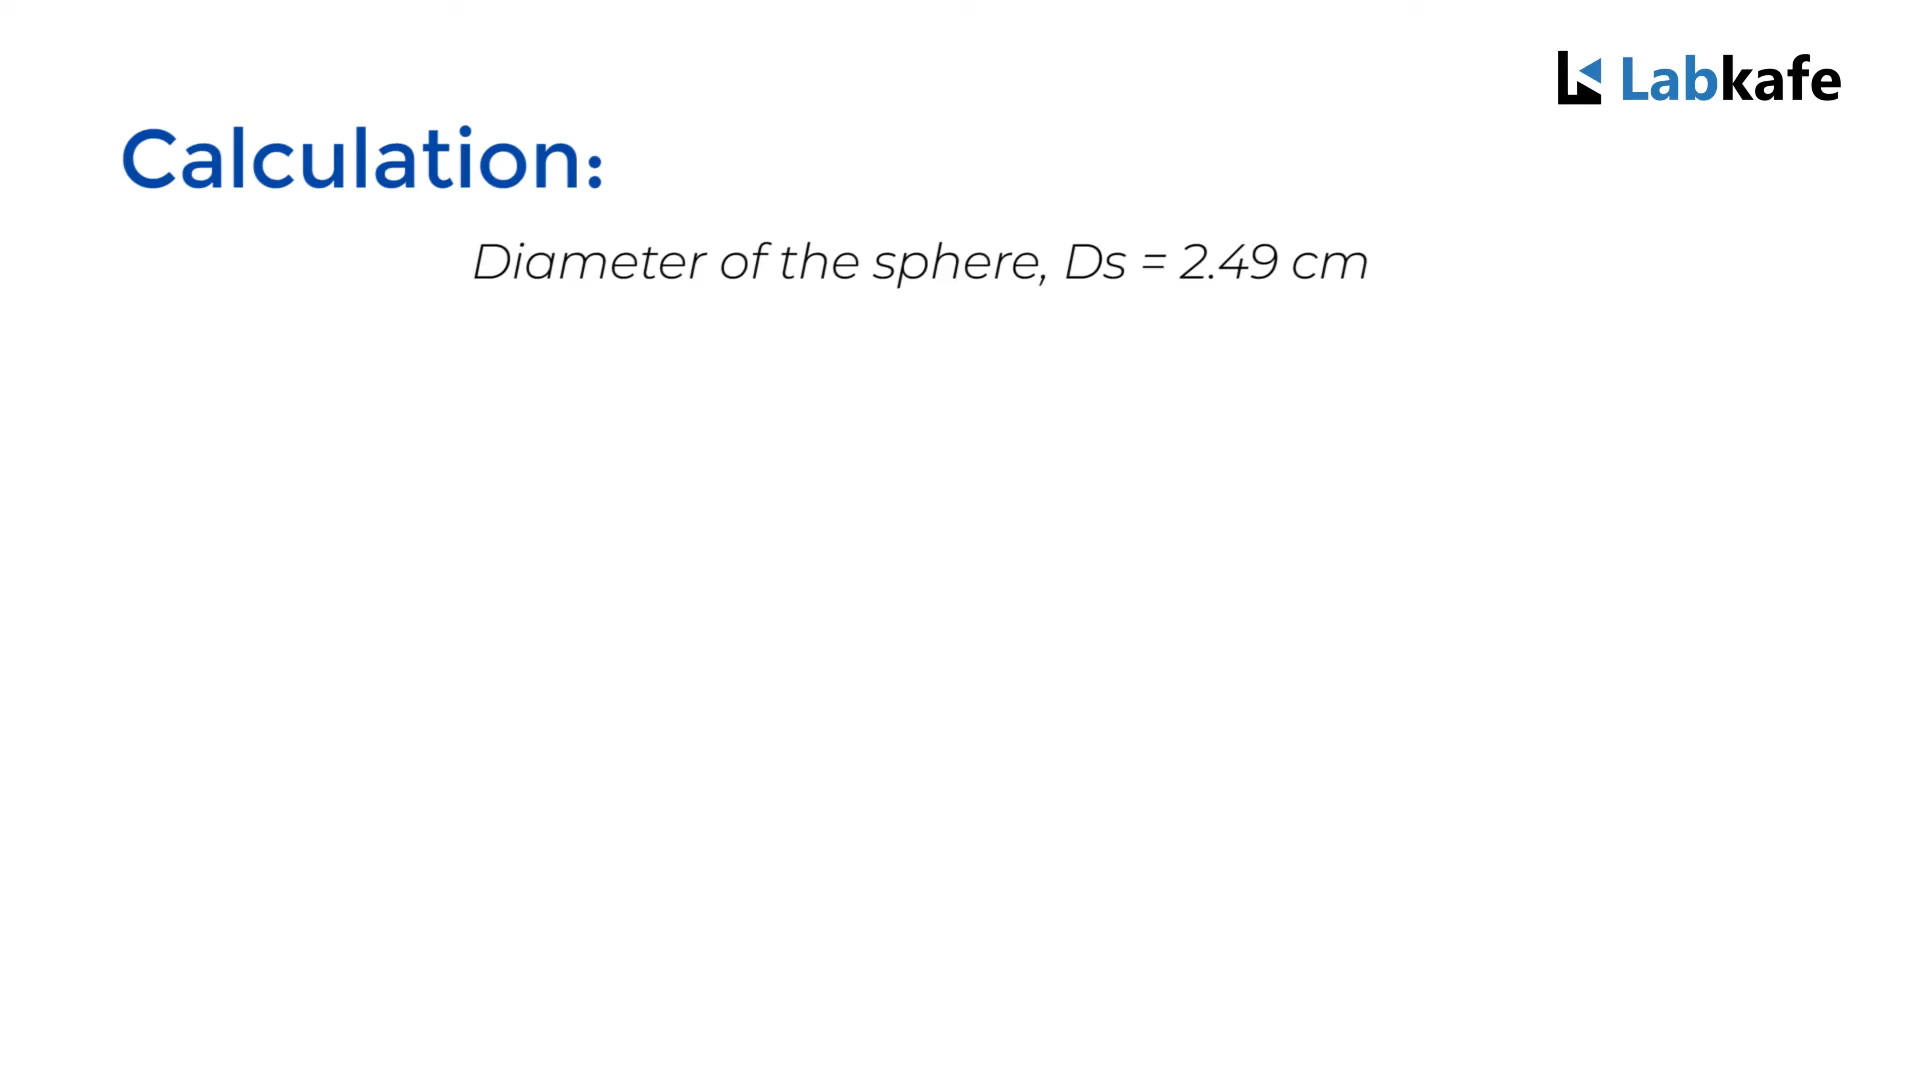 Labkafe
Calculation:
Diameter of the sphere, Ds = 2.49 cm